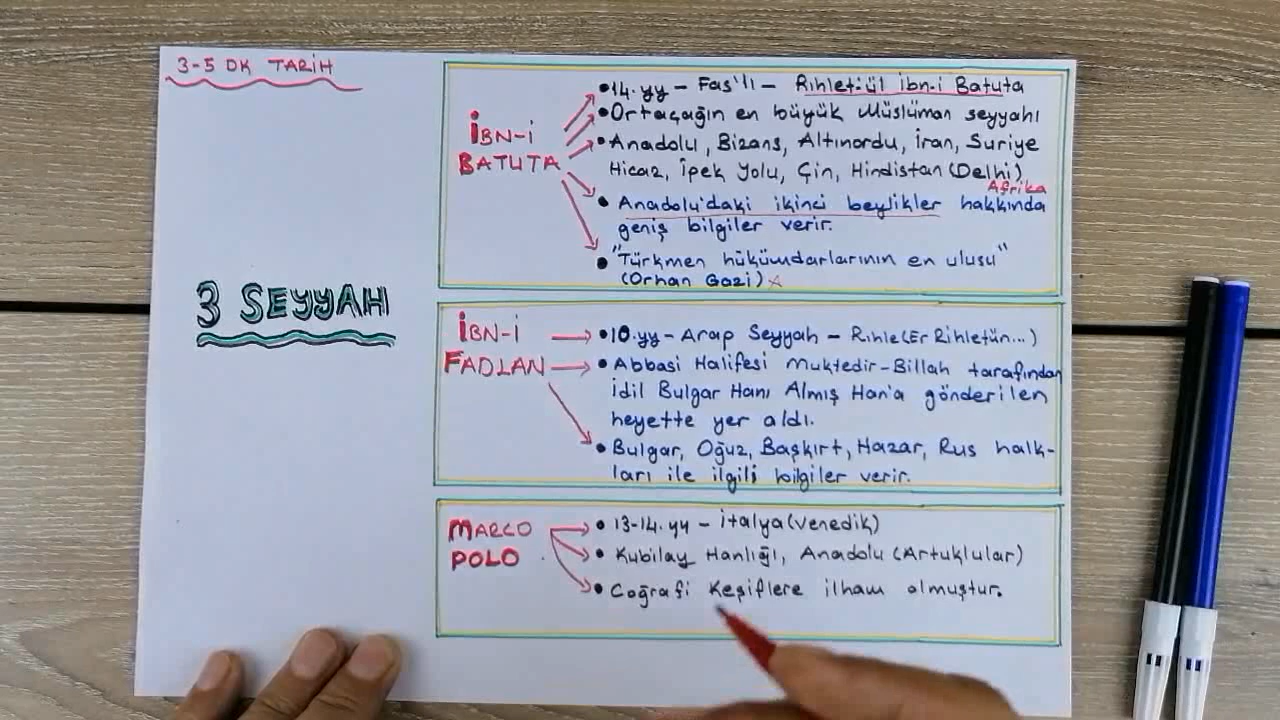 3-5 DK TARİH
3 SEYYAH
İBN-İ
BATUTA
•14.yy – Fas'lı – Rıhlet-ül İbn-i Batuta
•Ortaçağın en büyük Müslüman seyyahı
•Anadolu, Bizans, Altınordu, İran, Suriye
Hicaz, İpek Yolu, Çin, Hindistan (Delhi)
Afrika
•Anadolu'daki ikinci beylikler hakkında
geniş bilgiler verir.
•"Türkmen hükümdarlarının en ulusu"
(Orhan Gazi)
İBN-İ
FADLAN
•10.yy – Arap Seyyah – Rıhle(Er Rihletün...)
•Abbasi Halifesi Muktedir-Billah tarafından
İdil Bulgar Hanı Almış Han'a gönderilen
heyette yer aldı.
•Bulgar, Oğuz, Başkırt, Hazar, Rus halk-
ları ile ilgili bilgiler verir.
MARCO
POLO
•13-14.yy – İtalya(Venedik)
•Kubilay Hanlığı, Anadolu (Artuklular)
•Coğrafi Keşiflere ilham olmuştur.